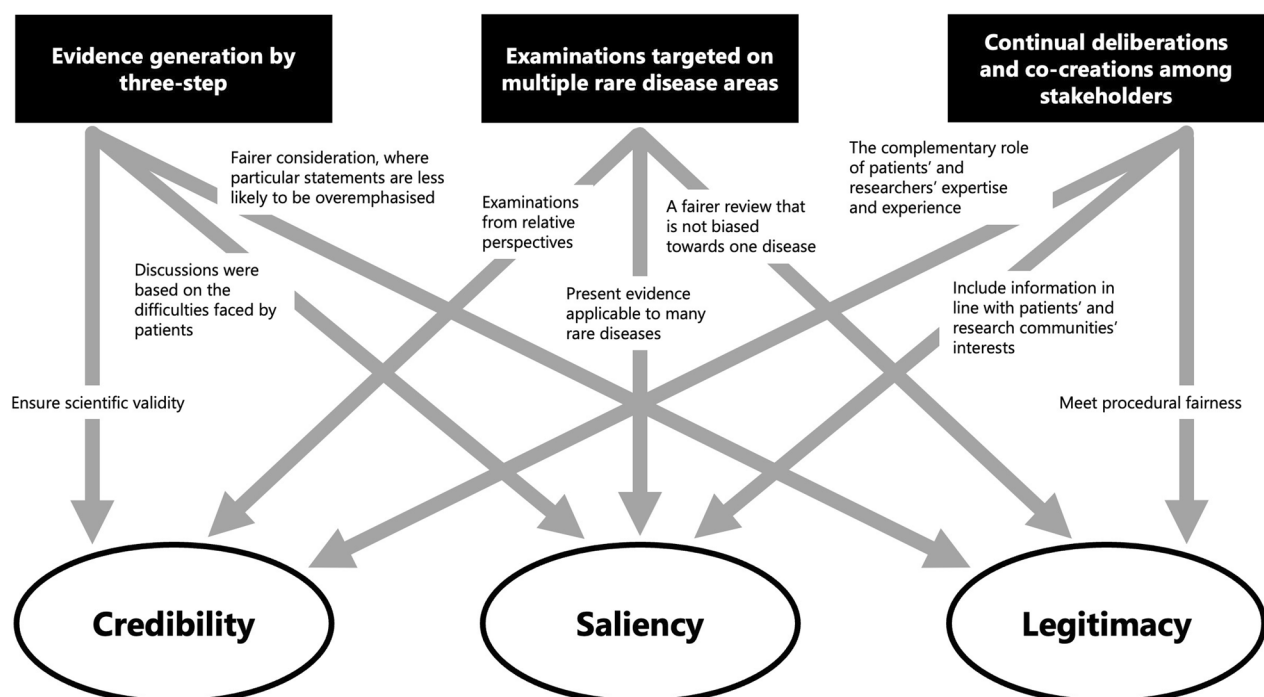 Evidence generation by
three-step
Examinations targeted on
multiple rare disease areas
Continual deliberations
and co-creations among
stakeholders
Fairer consideration, where
particular statements are less
likely to be overemphasised
Examinations
from relative
perspectives
A fairer review that
is not biased
towards one disease
The complementary role
of patients’ and
researchers’ expertise
and experience
Discussions were
based on the
difficulties faced by
patients
Present evidence
applicable to many
rare diseases
Include information in
line with patients’ and
research communities’
interests
Ensure scientific validity
Meet procedural fairness
Credibility
Saliency
Legitimacy